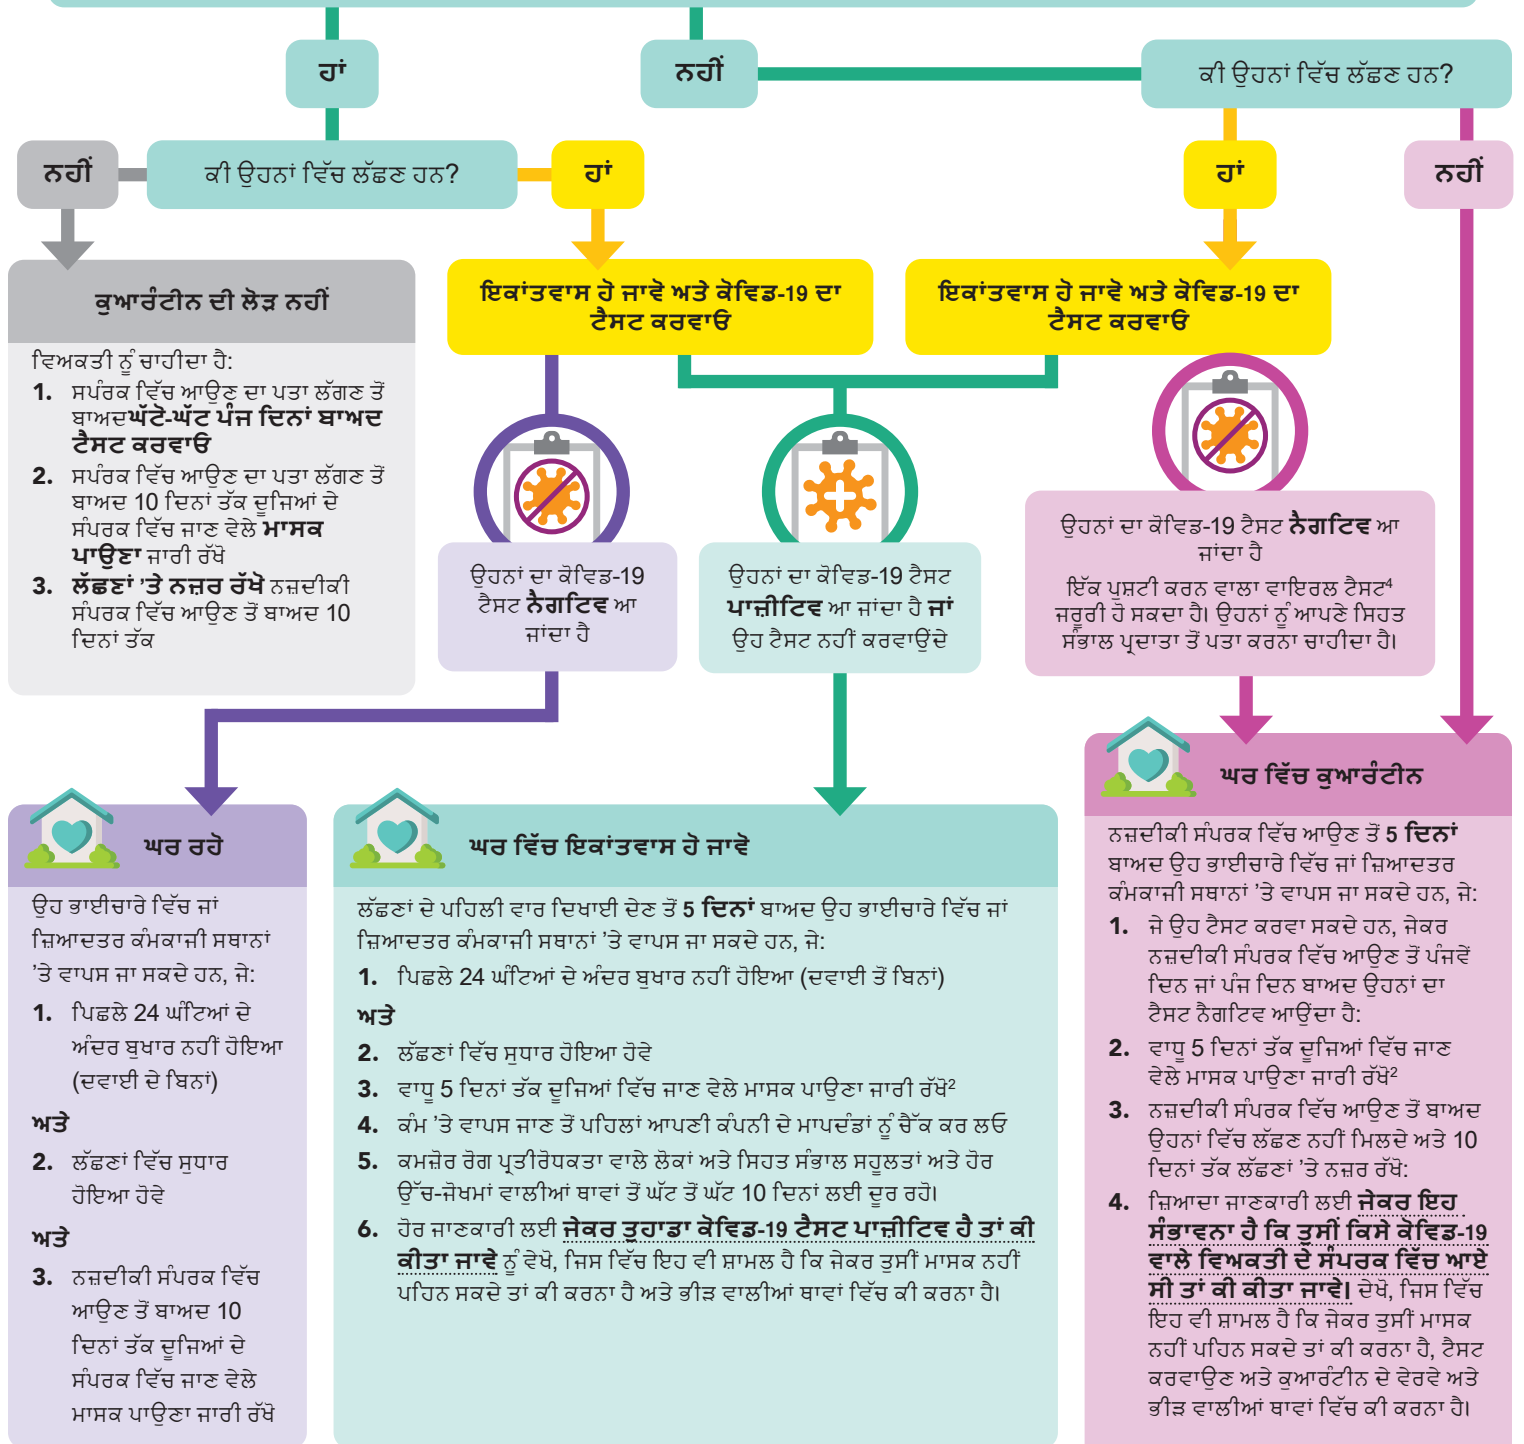 ਹਾਂ
ਨਹੀਂ
ਕੀ ਉਹਨਾਂ ਵਿੱਚ ਲੱਛਣ ਹਨ?
ਨਹੀਂ
ਕੀ ਉਹਨਾਂ ਵਿੱਚ ਲੱਛਣ ਹਨ?
ਹਾਂ
ਹਾਂ
ਨਹੀਂ
ਕੁਆਰੰਟੀਨ ਦੀ ਲੋੜ ਨਹੀਂ
ਵਿਅਕਤੀ ਨੂੰ ਚਾਹੀਦਾ ਹੈ:
1. ਸਪੰਰਕ ਵਿੱਚ ਆਉਣ ਦਾ ਪਤਾ ਲੱਗਣ ਤੋਂ
ਬਾਅਦਘੱਟੋ-ਘੱਟ ਪੰਜ ਦਿਨਾਂ ਬਾਅਦ
ਟੈਸਟ ਕਰਵਾਓ
2. ਸਪੰਰਕ ਵਿੱਚ ਆਉਣ ਦਾ ਪਤਾ ਲੱਗਣ ਤੋਂ
ਬਾਅਦ 10 ਦਿਨਾਂ ਤੱਕ ਦੂਜਿਆਂ ਦੇ
ਸੰਪਰਕ ਵਿੱਚ ਜਾਣ ਵੇਲੇ ਮਾਸਕ
ਪਾਉਣਾ ਜਾਰੀ ਰੱਖੋ
3. ਲੱਛਣਾਂ ’ਤੇ ਨਜ਼ਰ ਰੱਖੋ ਨਜ਼ਦੀਕੀ
ਸੰਪਰਕ ਵਿੱਚ ਆਉਣ ਤੋਂ ਬਾਅਦ 10
ਦਿਨਾਂ ਤੱਕ
ਇਕਾਂਤਵਾਸ ਹੋ ਜਾਵੋ ਅਤੇ ਕੋਵਿਡ-19 ਦਾ
ਟੈਸਟ ਕਰਵਾਓ
ਇਕਾਂਤਵਾਸ ਹੋ ਜਾਵੋ ਅਤੇ ਕੋਵਿਡ-19 ਦਾ
ਟੈਸਟ ਕਰਵਾਓ
ਉਹਨਾਂ ਦਾ ਕੋਵਿਡ-19
ਟੈਸਟ ਨੈਗਟਿਵ ਆ
ਜਾਂਦਾ ਹੈ
ਉਹਨਾਂ ਦਾ ਕੋਵਿਡ-19 ਟੈਸਟ
ਪਾਜ਼ੀਟਿਵ ਆ ਜਾਂਦਾ ਹੈ ਜਾਂ
ਉਹ ਟੈਸਟ ਨਹੀਂ ਕਰਵਾਉਂਦੇ
ਉਹਨਾਂ ਦਾ ਕੋਵਿਡ-19 ਟੈਸਟ ਨੈਗਟਿਵ ਆ
ਜਾਂਦਾ ਹੈ
ਇੱਕ ਪੁਸ਼ਟੀ ਕਰਨ ਵਾਲਾ ਵਾਇਰਲ ਟੈਸਟ⁴
ਜਰੂਰੀ ਹੋ ਸਕਦਾ ਹੈ। ਉਹਨਾਂ ਨੂੰ ਆਪਣੇ ਸਿਹਤ
ਸੰਭਾਲ ਪ੍ਰਦਾਤਾ ਤੋਂ ਪਤਾ ਕਰਨਾ ਚਾਹੀਦਾ ਹੈ।
ਘਰ ਰਹੋ
ਉਹ ਭਾਈਚਾਰੇ ਵਿੱਚ ਜਾਂ
ਜ਼ਿਆਦਤਰ ਕੰਮਕਾਜੀ ਸਥਾਨਾਂ
’ਤੇ ਵਾਪਸ ਜਾ ਸਕਦੇ ਹਨ, ਜੇ:
1. ਪਿਛਲੇ 24 ਘੰਟਿਆਂ ਦੇ
ਅੰਦਰ ਬੁਖਾਰ ਨਹੀਂ ਹੋਇਆ
(ਦਵਾਈ ਦੇ ਬਿਨਾਂ)
ਅਤੇ
2. ਲੱਛਣਾਂ ਵਿੱਚ ਸੁਧਾਰ
ਹੋਇਆ ਹੋਵੇ
ਅਤੇ
3. ਨਜ਼ਦੀਕੀ ਸੰਪਰਕ ਵਿੱਚ
ਆਉਣ ਤੋਂ ਬਾਅਦ 10
ਦਿਨਾਂ ਤੱਕ ਦੂਜਿਆਂ ਦੇ
ਸੰਪਰਕ ਵਿੱਚ ਜਾਣ ਵੇਲੇ
ਮਾਸਕ ਪਾਉਣਾ ਜਾਰੀ ਰੱਖੋ
ਘਰ ਵਿੱਚ ਇਕਾਂਤਵਾਸ ਹੋ ਜਾਵੋ
ਲੱਛਣਾਂ ਦੇ ਪਹਿਲੀ ਵਾਰ ਦਿਖਾਈ ਦੇਣ ਤੋਂ 5 ਦਿਨਾਂ ਬਾਅਦ ਉਹ ਭਾਈਚਾਰੇ ਵਿੱਚ ਜਾਂ
ਜ਼ਿਆਦਤਰ ਕੰਮਕਾਜੀ ਸਥਾਨਾਂ ’ਤੇ ਵਾਪਸ ਜਾ ਸਕਦੇ ਹਨ, ਜੇ:
1. ਪਿਛਲੇ 24 ਘੰਟਿਆਂ ਦੇ ਅੰਦਰ ਬੁਖਾਰ ਨਹੀਂ ਹੋਇਆ (ਦਵਾਈ ਤੋਂ ਬਿਨਾਂ)
ਅਤੇ
2. ਲੱਛਣਾਂ ਵਿੱਚ ਸੁਧਾਰ ਹੋਇਆ ਹੋਵੇ
3. ਵਾਧੂ 5 ਦਿਨਾਂ ਤੱਕ ਦੂਜਿਆਂ ਵਿੱਚ ਜਾਣ ਵੇਲੇ ਮਾਸਕ ਪਾਉਣਾ ਜਾਰੀ ਰੱਖੋ²
4. ਕੰਮ ’ਤੇ ਵਾਪਸ ਜਾਣ ਤੋਂ ਪਹਿਲਾਂ ਆਪਣੀ ਕੰਪਨੀ ਦੇ ਮਾਪਦੰਡਾਂ ਨੂੰ ਚੈੱਕ ਕਰ ਲਓ
5. ਕਮਜ਼ੋਰ ਰੋਗ ਪ੍ਰਤੀਰੋਧਕਤਾ ਵਾਲੇ ਲੋਕਾਂ ਅਤੇ ਸਿਹਤ ਸੰਭਾਲ ਸਹੂਲਤਾਂ ਅਤੇ ਹੋਰ
ਉੱਚ-ਜੋਖਮਾਂ ਵਾਲੀਆਂ ਥਾਵਾਂ ਤੋਂ ਘੱਟ ਤੋਂ ਘੱਟ 10 ਦਿਨਾਂ ਲਈ ਦੂਰ ਰਹੋ।
6. ਹੋਰ ਜਾਣਕਾਰੀ ਲਈ ਜੇਕਰ ਤੁਹਾਡਾ ਕੋਵਿਡ-19 ਟੈਸਟ ਪਾਜ਼ੀਟਿਵ ਹੈ ਤਾਂ ਕੀ
ਕੀਤਾ ਜਾਵੇ ਨੂੰ ਵੇਖੋ, ਜਿਸ ਵਿੱਚ ਇਹ ਵੀ ਸ਼ਾਮਲ ਹੈ ਕਿ ਜੇਕਰ ਤੁਸੀਂ ਮਾਸਕ ਨਹੀਂ
ਪਹਿਨ ਸਕਦੇ ਤਾਂ ਕੀ ਕਰਨਾ ਹੈ ਅਤੇ ਭੀੜ ਵਾਲੀਆਂ ਥਾਵਾਂ ਵਿੱਚ ਕੀ ਕਰਨਾ ਹੈ।
ਘਰ ਵਿੱਚ ਕੁਆਰੰਟੀਨ
ਨਜ਼ਦੀਕੀ ਸੰਪਰਕ ਵਿੱਚ ਆਉਣ ਤੋਂ 5 ਦਿਨਾਂ
ਬਾਅਦ ਉਹ ਭਾਈਚਾਰੇ ਵਿੱਚ ਜਾਂ ਜ਼ਿਆਦਤਰ
ਕੰਮਕਾਜੀ ਸਥਾਨਾਂ ’ਤੇ ਵਾਪਸ ਜਾ ਸਕਦੇ ਹਨ, ਜੇ:
1. ਜੇ ਉਹ ਟੈਸਟ ਕਰਵਾ ਸਕਦੇ ਹਨ, ਜੇਕਰ
ਨਜ਼ਦੀਕੀ ਸੰਪਰਕ ਵਿੱਚ ਆਉਣ ਤੋਂ ਪੰਜਵੇਂ
ਦਿਨ ਜਾਂ ਪੰਜ ਦਿਨ ਬਾਅਦ ਉਹਨਾਂ ਦਾ
ਟੈਸਟ ਨੈਗਟਿਵ ਆਉਂਦਾ ਹੈ:
2. ਵਾਧੂ 5 ਦਿਨਾਂ ਤੱਕ ਦੂਜਿਆਂ ਵਿੱਚ ਜਾਣ
ਵੇਲੇ ਮਾਸਕ ਪਾਉਣਾ ਜਾਰੀ ਰੱਖੋ²
3. ਨਜ਼ਦੀਕੀ ਸੰਪਰਕ ਵਿੱਚ ਆਉਣ ਤੋਂ ਬਾਅਦ
ਉਹਨਾਂ ਵਿੱਚ ਲੱਛਣ ਨਹੀਂ ਮਿਲਦੇ ਅਤੇ 10
ਦਿਨਾਂ ਤੱਕ ਲੱਛਣਾਂ ’ਤੇ ਨਜ਼ਰ ਰੱਖੋ:
4. ਜ਼ਿਆਦਾ ਜਾਣਕਾਰੀ ਲਈ ਜੇਕਰ ਇਹ
ਸੰਭਾਵਨਾ ਹੈ ਕਿ ਤੁਸੀਂ ਕਿਸੇ ਕੋਵਿਡ-19
ਵਾਲੇ ਵਿਅਕਤੀ ਦੇ ਸੰਪਰਕ ਵਿੱਚ ਆਏ
ਸੀ ਤਾਂ ਕੀ ਕੀਤਾ ਜਾਵੇ। ਦੇਖੋ, ਜਿਸ ਵਿੱਚ
ਇਹ ਵੀ ਸ਼ਾਮਲ ਹੈ ਕਿ ਜੇਕਰ ਤੁਸੀਂ ਮਾਸਕ
ਨਹੀਂ ਪਹਿਨ ਸਕਦੇ ਤਾਂ ਕੀ ਕਰਨਾ ਹੈ, ਟੈਸਟ
ਕਰਵਾਉਣ ਅਤੇ ਕੁਆਰੰਟੀਨ ਦੇ ਵੇਰਵੇ ਅਤੇ
ਭੀੜ ਵਾਲੀਆਂ ਥਾਵਾਂ ਵਿੱਚ ਕੀ ਕਰਨਾ ਹੈ।